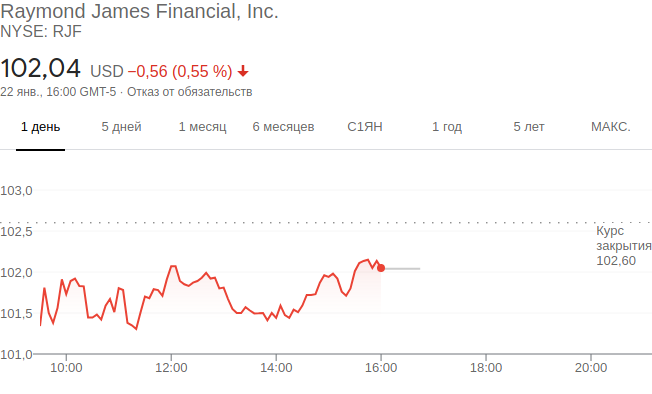 Raymond James Financial, Inc.
NYSE: RJF
102,04 USD −0,56 (0,55 %)
22 янв., 16:00 GMT-5 · Отказ от обязательств
1 день 5 дней 1 месяц 6 месяцев С1ЯН 1 год 5 лет МАКС.
103,0
102,5
Курс
закрытия
102,60
102,0
101,5
101,0
10:00 12:00 14:00 16:00 18:00 20:00